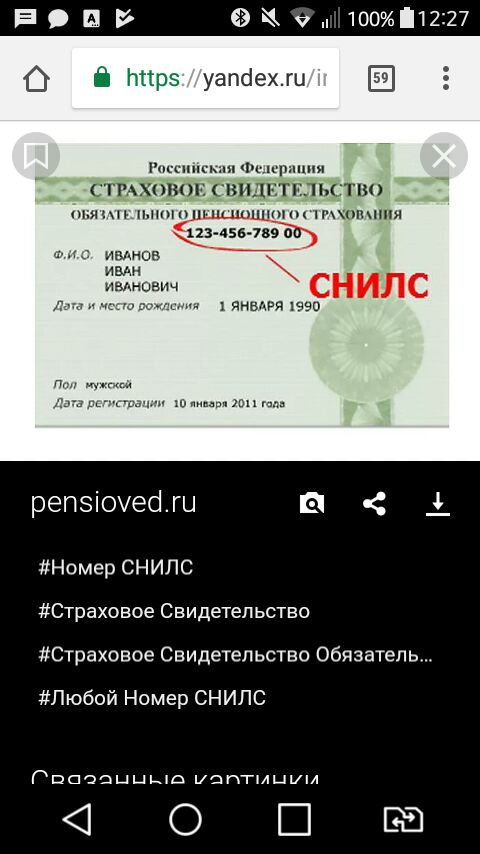 100% 12:27
https://yandex.ru/i
59
Российская Федерация
СТРАХОВОЕ СВИДЕТЕЛЬСТВО
ОБЯЗАТЕЛЬНОГО ПЕНСИОННОГО СТРАХОВАНИЯ
123-456-789 00
Ф.И.О. ИВАНОВ
ИВАН
ИВАНОВИЧ
СНИЛС
Дата и место рождения 1 ЯНВАРЯ 1990
Пол мужской
Дата регистрации 10 января 2011 года
pensioved.ru
#Номер СНИЛС
#Страховое Свидетельство
#Страховое Свидетельство Обязатель...
#Любой Номер СНИЛС
Связанные картинки